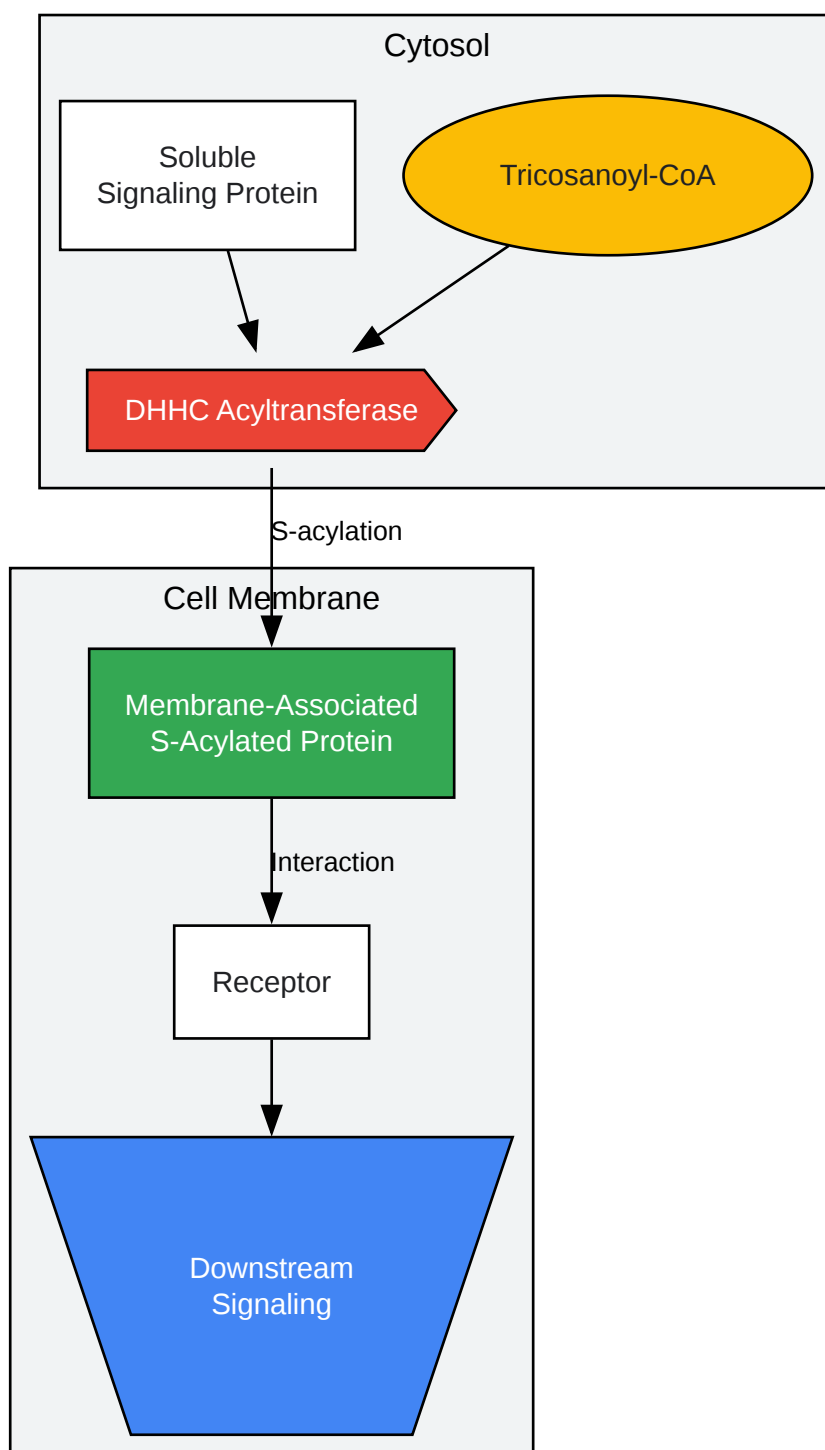 Cytosol
Soluble
Signaling Protein
Tricosanoyl-CoA
DHHC Acyltransferase
S-acylation
Cell Membrane
Membrane-Associated
S-Acylated Protein
Interaction
Receptor
Downstream
Signaling